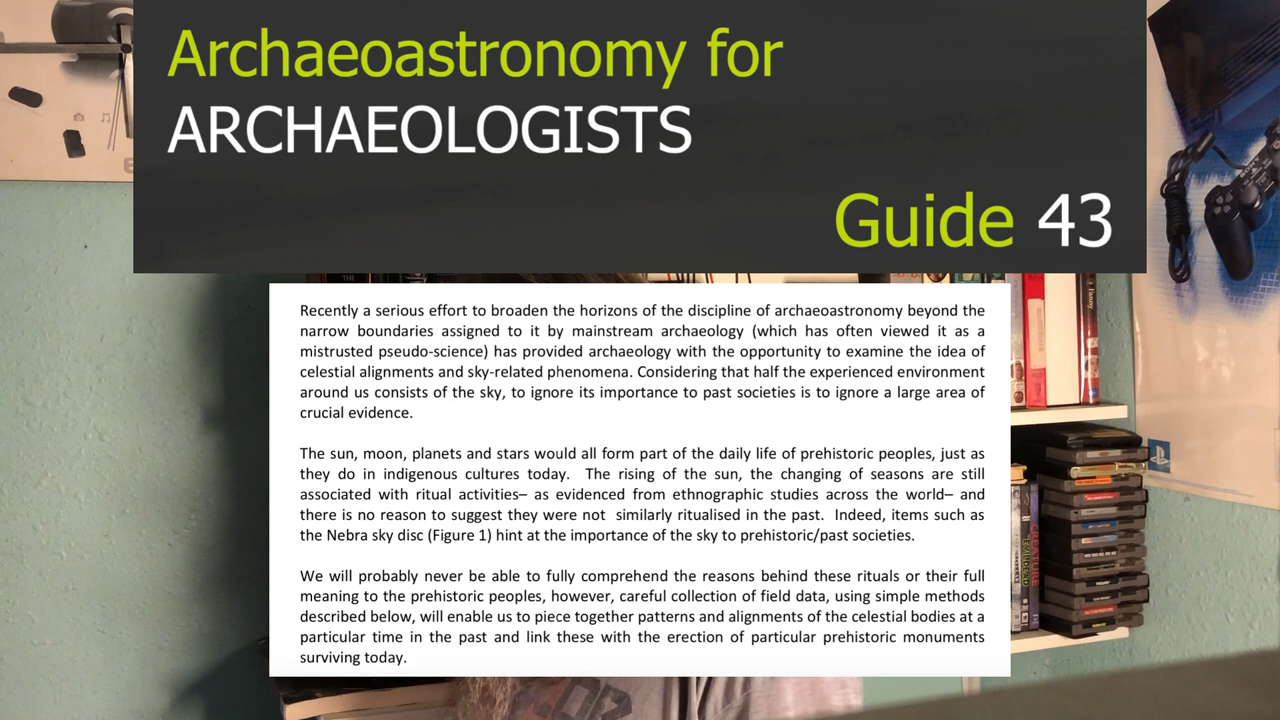 Archaeoastronomy for
ARCHAEOLOGISTS
Guide 43
Recently a serious effort to broaden the horizons of the discipline of archaeoastronomy beyond the
narrow boundaries assigned to it by mainstream archaeology (which has often viewed it as a
mistrusted pseudo-science) has provided archaeology with the opportunity to examine the idea of
celestial alignments and sky-related phenomena. Considering that half the experienced environment
around us consists of the sky, to ignore its importance to past societies is to ignore a large area of
crucial evidence.
The sun, moon, planets and stars would all form part of the daily life of prehistoric peoples, just as
they do in indigenous cultures today. The rising of the sun, the changing of seasons are still
associated with ritual activities– as evidenced from ethnographic studies across the world– and
there is no reason to suggest they were not similarly ritualised in the past. Indeed, items such as
the Nebra sky disc (Figure 1) hint at the importance of the sky to prehistoric/past societies.
We will probably never be able to fully comprehend the reasons behind these rituals or their full
meaning to the prehistoric peoples, however, careful collection of field data, using simple methods
described below, will enable us to piece together patterns and alignments of the celestial bodies at a
particular time in the past and link these with the erection of particular prehistoric monuments
surviving today.